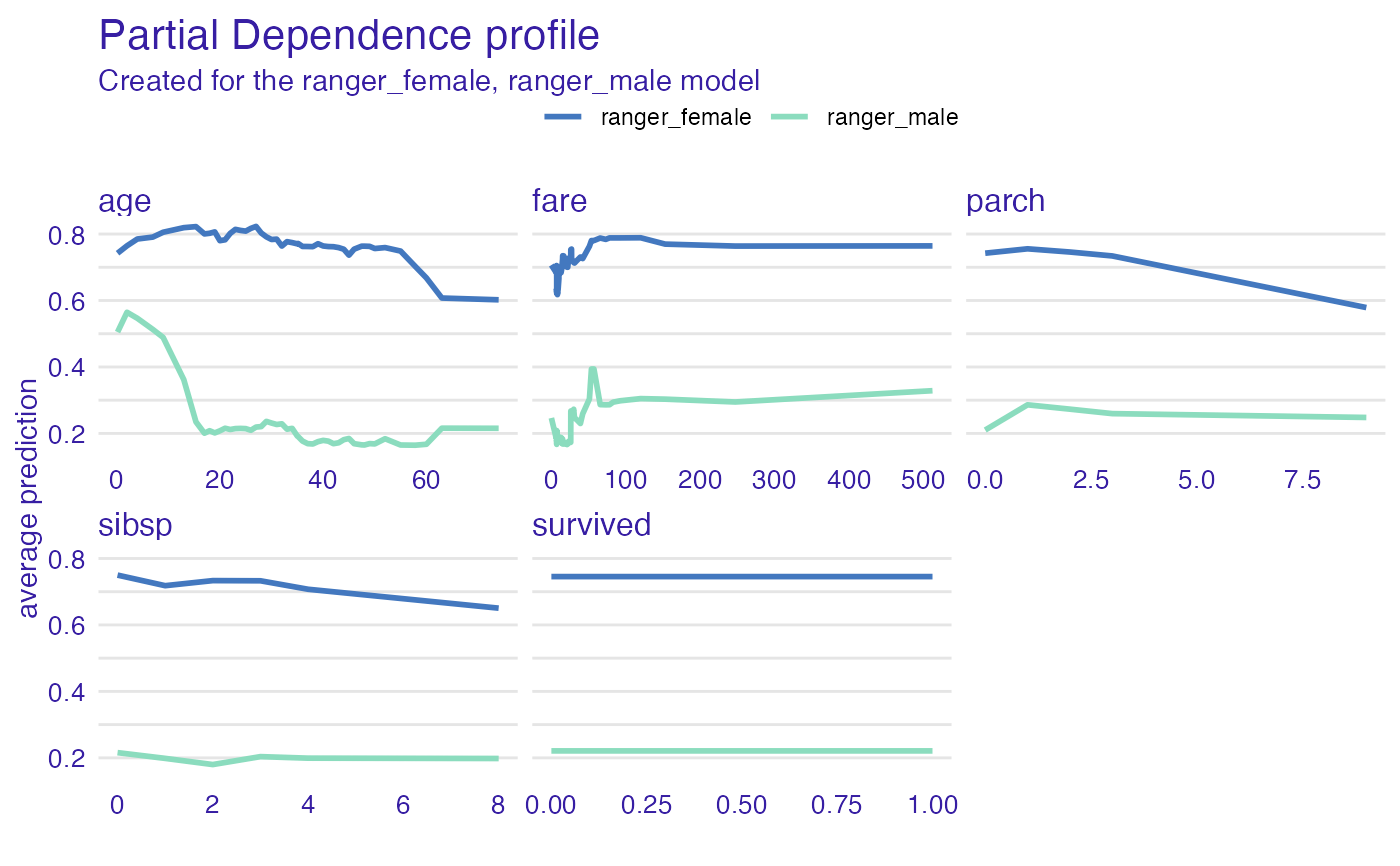 Partial Dependence profile
Created for the ranger_female, ranger_male model
ranger_female ranger_male
age fare parch
0.8
0.6
0.4
0.2
0 20 40 60 0 100 200 300 400 500 0.0 2.5 5.0 7.5
average prediction
sibsp survived
0.8
0.6
0.4
0.2
0 2 4 6 8 0.00 0.25 0.50 0.75 1.00